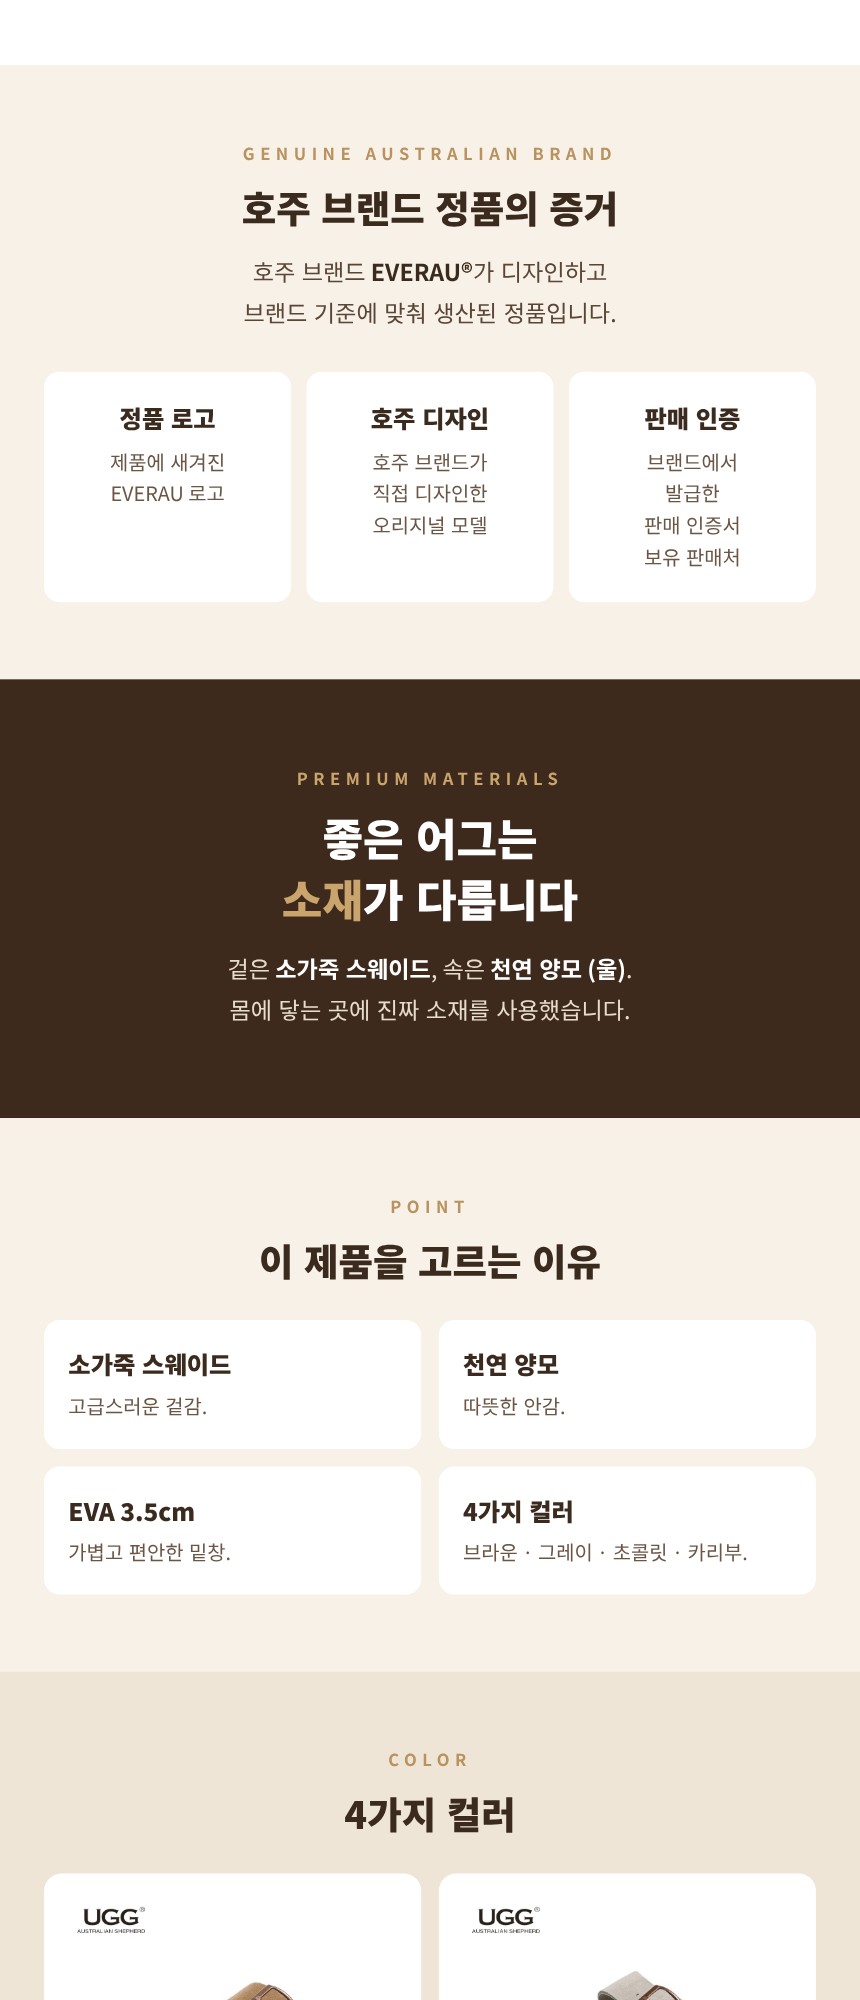 GENUINE AUSTRALIAN BRAND
호주 브랜드 정품의 증거
호주 브랜드 EVERAU®가 디자인하고
브랜드 기준에 맞춰 생산된 정품입니다.
정품 로고
제품에 새겨진
EVERAU 로고
호주 디자인
호주 브랜드가
직접 디자인한
오리지널 모델
판매 인증
브랜드에서
발급한
판매 인증서
보유 판매처
PREMIUM MATERIALS
좋은 어그는
소재가 다릅니다
겉은 소가죽 스웨이드, 속은 천연 양모 (울).
몸에 닿는 곳에 진짜 소재를 사용했습니다.
POINT
이 제품을 고르는 이유
소가죽 스웨이드
고급스러운 겉감.
천연 양모
따뜻한 안감.
EVA 3.5cm
가볍고 편안한 밑창.
4가지 컬러
브라운 · 그레이 · 초콜릿 · 카리부.
COLOR
4가지 컬러
UGG®
AUSTRALIAN SHEPHERD
UGG®
AUSTRALIAN SHEPHERD